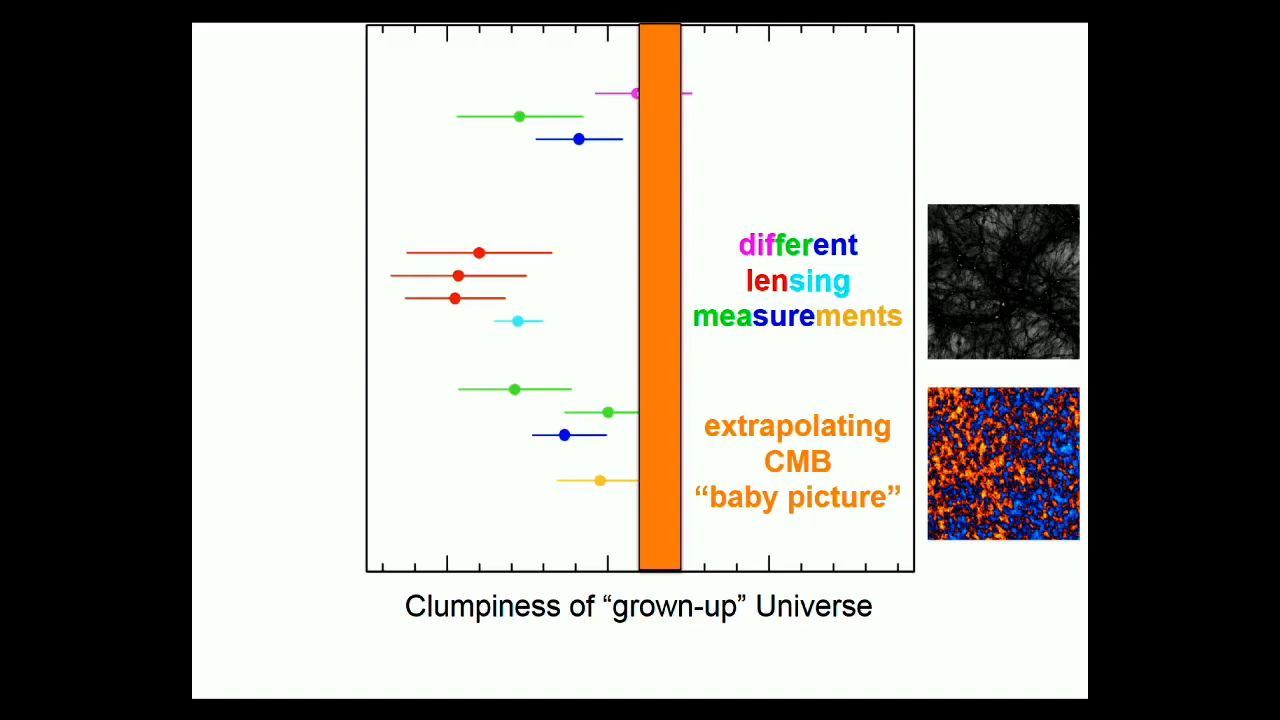 different
lensing
measurements
extrapolating
CMB
“baby picture”
Clumpiness of “grown-up” Universe